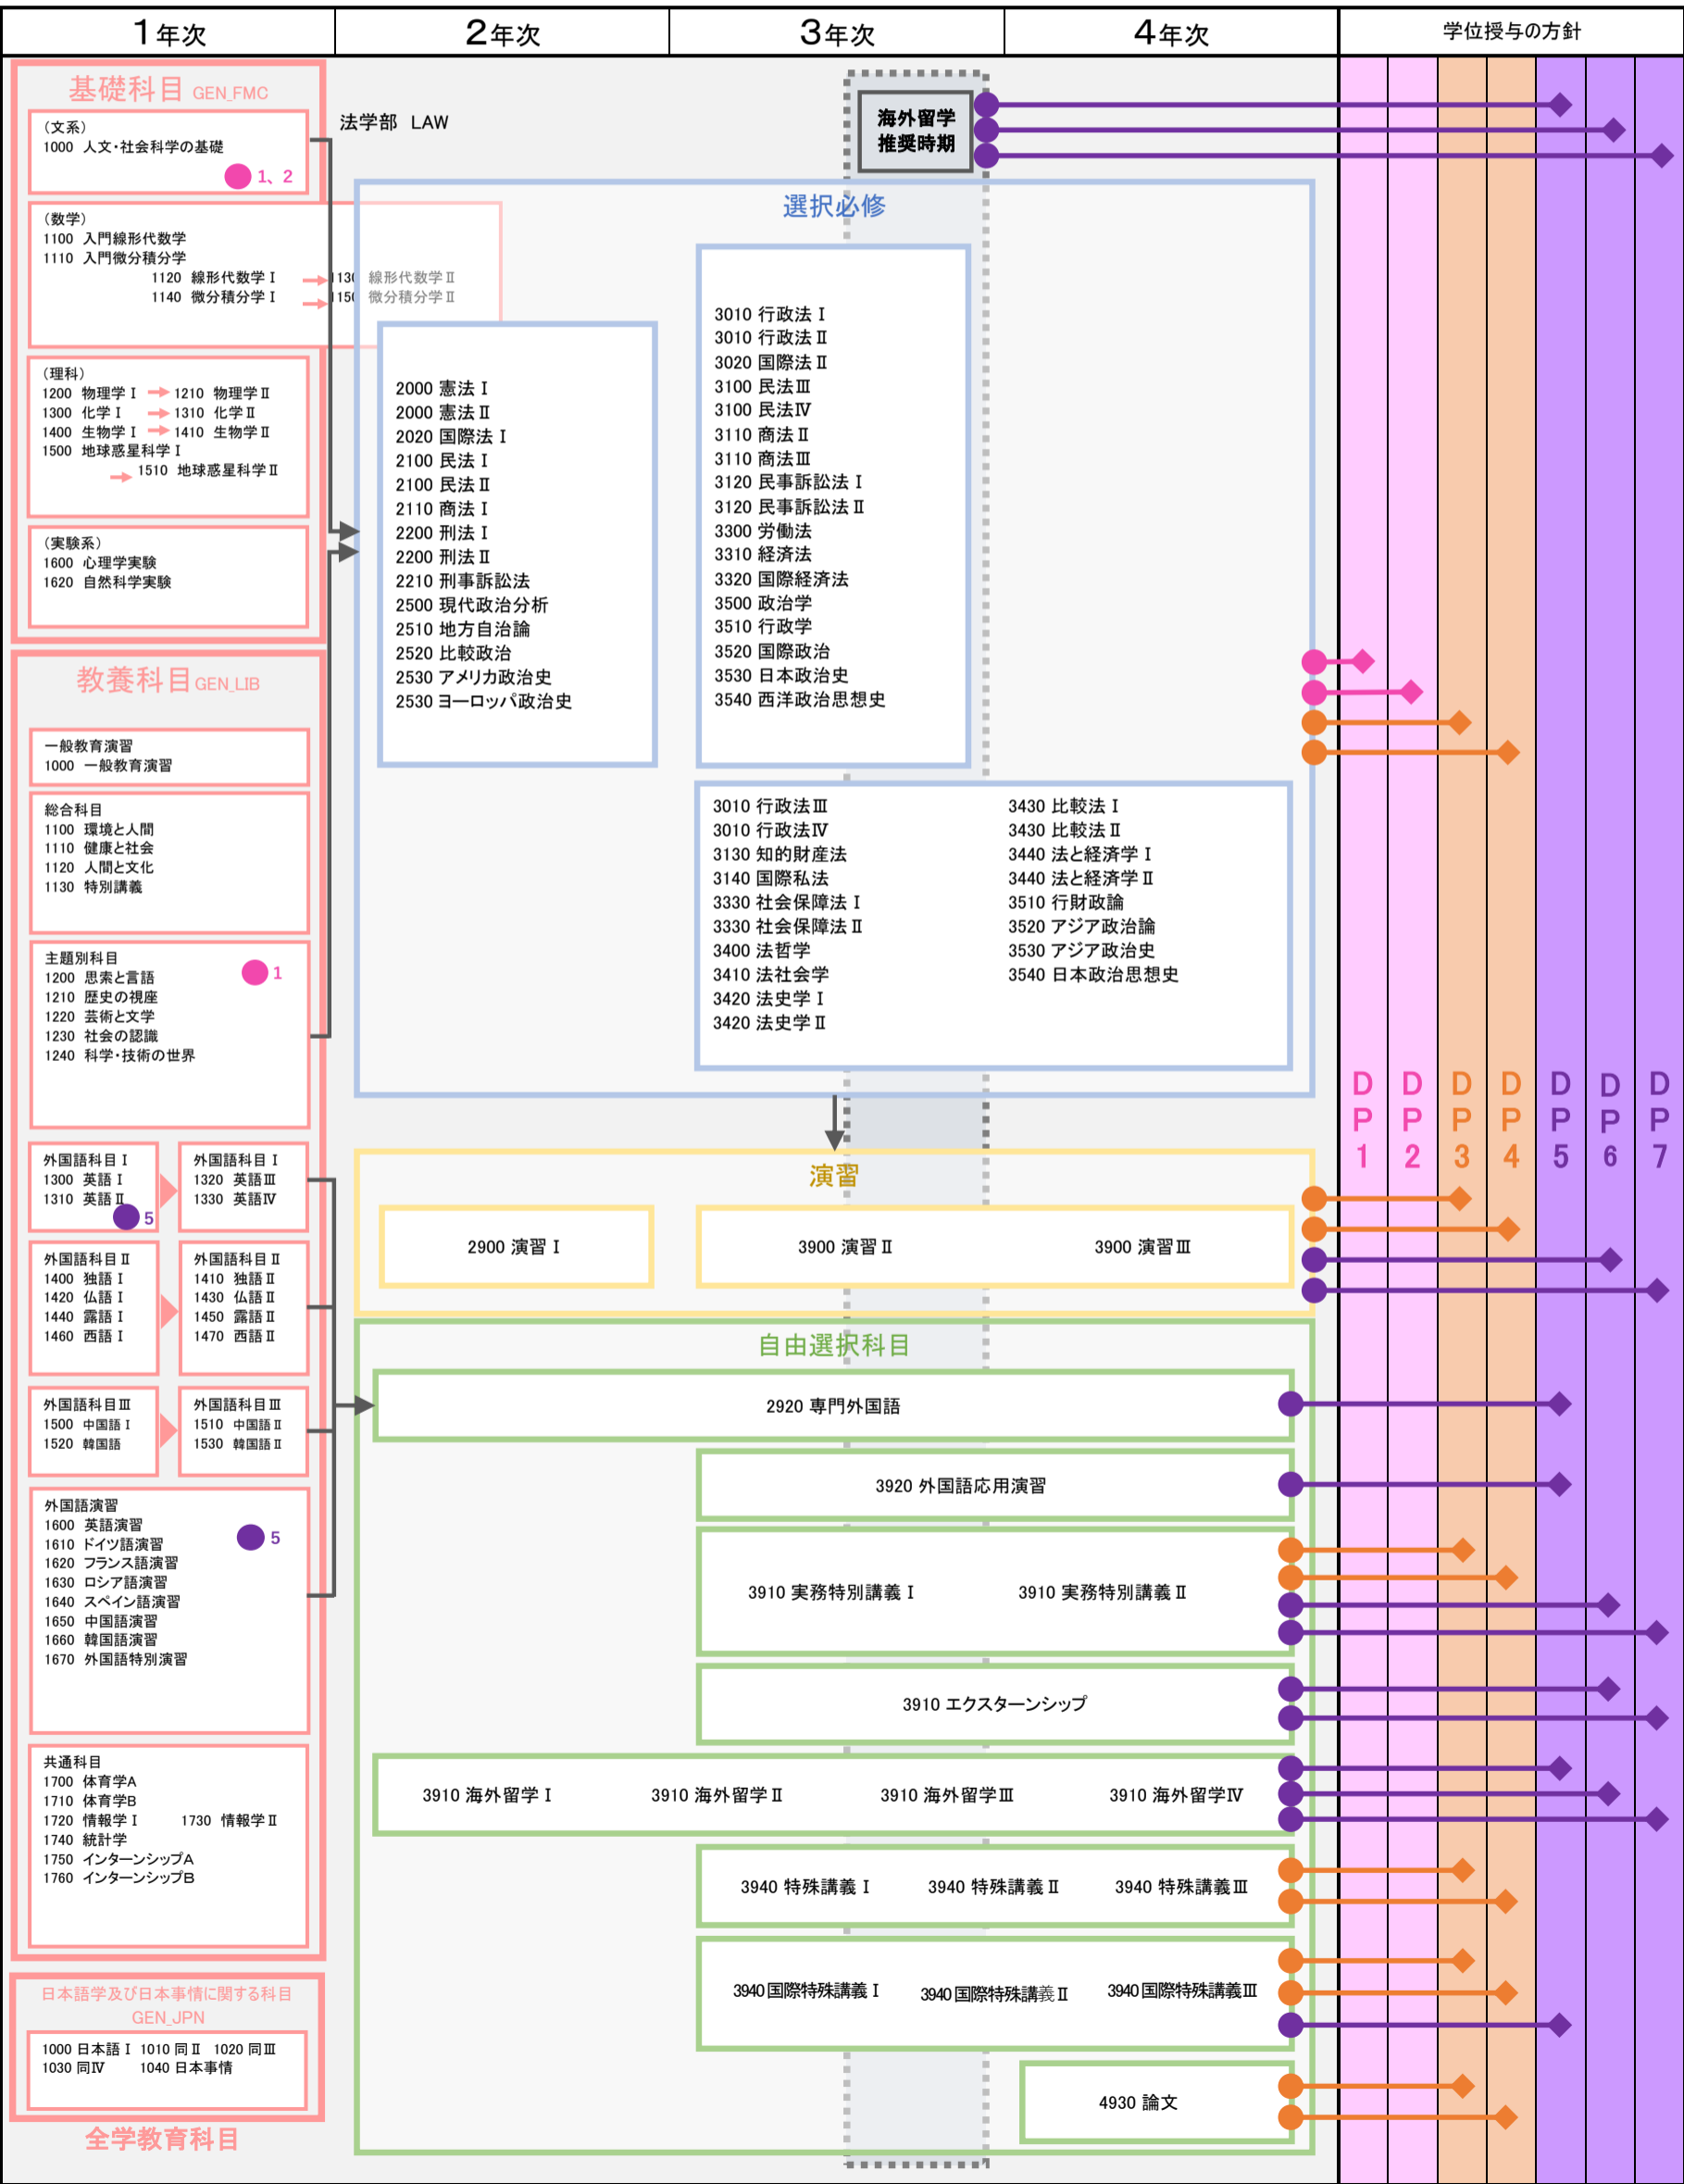 1年次
2年次
3年次
4年次
学位授与の方針
基礎科目 GEN_FMC
（文系）
1000 人文・社会科学の基礎
1、2
（数学）
1100 入門線形代数学
1110 入門微分積分学
1120 線形代数学Ⅰ
1130 線形代数学Ⅱ
1140 微分積分学Ⅰ
1150 微分積分学Ⅱ
（理科）
1200 物理学Ⅰ
1210 物理学Ⅱ
1300 化学Ⅰ
1310 化学Ⅱ
1400 生物学Ⅰ
1410 生物学Ⅱ
1500 地球惑星科学Ⅰ
1510 地球惑星科学Ⅱ
（実験系）
1600 心理学実験
1620 自然科学実験
教養科目GEN_LIB
一般教育演習
1000 一般教育演習
総合科目
1100 環境と人間
1110 健康と社会
1120 人間と文化
1130 特別講義
主題別科目
1
1200 思索と言語
1210 歴史の視座
1220 芸術と文学
1230 社会の認識
1240 科学・技術の世界
外国語科目Ⅰ
1300 英語Ⅰ
1310 英語Ⅱ
5
外国語科目Ⅰ
1320 英語Ⅲ
1330 英語Ⅳ
外国語科目Ⅱ
1400 独語Ⅰ
1420 仏語Ⅰ
1440 露語Ⅰ
1460 西語Ⅰ
外国語科目Ⅱ
1410 独語Ⅱ
1430 仏語Ⅱ
1450 露語Ⅱ
1470 西語Ⅱ
外国語科目Ⅲ
1500 中国語Ⅰ
1520 韓国語
外国語科目Ⅲ
1510 中国語Ⅱ
1530 韓国語Ⅱ
外国語演習
1600 英語演習
5
1610 ドイツ語演習
1620 フランス語演習
1630 ロシア語演習
1640 スペイン語演習
1650 中国語演習
1660 韓国語演習
1670 外国語特別演習
共通科目
1700 体育学A
1710 体育学B
1720 情報学Ⅰ
1730 情報学Ⅱ
1740 統計学
1750 インターンシップA
1760 インターンシップB
日本語学及び日本事情に関する科目
GEN_JPN
1000 日本語Ⅰ 1010 同Ⅱ 1020 同Ⅲ
1030 同Ⅳ 1040 日本事情
全学教育科目
法学部 LAW
海外留学
推奨時期
選択必修
2000 憲法Ⅰ
2000 憲法Ⅱ
2020 国際法Ⅰ
2100 民法Ⅰ
2100 民法Ⅱ
2110 商法Ⅰ
2200 刑法Ⅰ
2200 刑法Ⅱ
2210 刑事訴訟法
2500 現代政治分析
2510 地方自治論
2520 比較政治
2530 アメリカ政治史
2530 ヨーロッパ政治史
3010 行政法Ⅰ
3010 行政法Ⅱ
3020 国際法Ⅱ
3100 民法Ⅲ
3100 民法Ⅳ
3110 商法Ⅱ
3110 商法Ⅲ
3120 民事訴訟法Ⅰ
3120 民事訴訟法Ⅱ
3300 労働法
3310 経済法
3320 国際経済法
3500 政治学
3510 行政学
3520 国際政治
3530 日本政治史
3540 西洋政治思想史
3010 行政法Ⅲ
3010 行政法Ⅳ
3130 知的財産法
3140 国際私法
3330 社会保障法Ⅰ
3330 社会保障法Ⅱ
3400 法哲学
3410 法社会学
3420 法史学Ⅰ
3420 法史学Ⅱ
3430 比較法Ⅰ
3430 比較法Ⅱ
3440 法と経済学Ⅰ
3440 法と経済学Ⅱ
3510 行財政論
3520 アジア政治論
3530 アジア政治史
3540 日本政治思想史
演習
2900 演習Ⅰ
3900 演習Ⅱ
3900 演習Ⅲ
自由選択科目
2920 専門外国語
3920 外国語応用演習
3910 実務特別講義Ⅰ
3910 実務特別講義Ⅱ
3910 エクスターンシップ
3910 海外留学Ⅰ
3910 海外留学Ⅱ
3910 海外留学Ⅲ
3910 海外留学Ⅳ
3940 特殊講義Ⅰ
3940 特殊講義Ⅱ
3940 特殊講義Ⅲ
3940 国際特殊講義Ⅰ
3940 国際特殊講義Ⅱ
3940 国際特殊講義Ⅲ
4930 論文
DP1
DP2
DP3
DP4
DP5
DP6
DP7